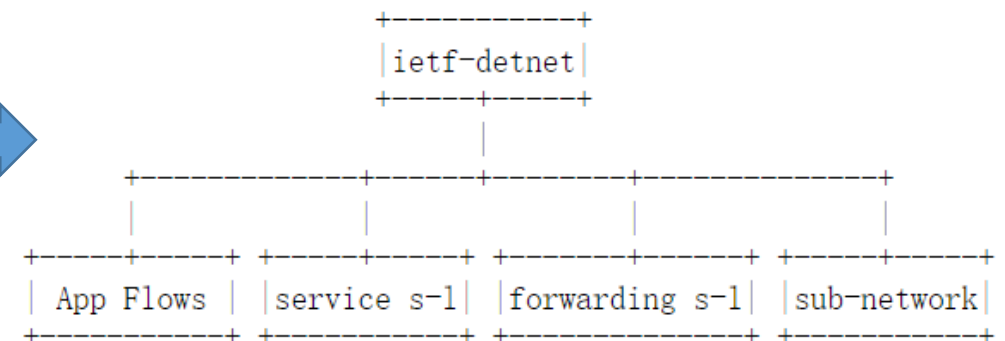 ietf-detnet
App Flows
service s-l
forwarding s-l
sub-network